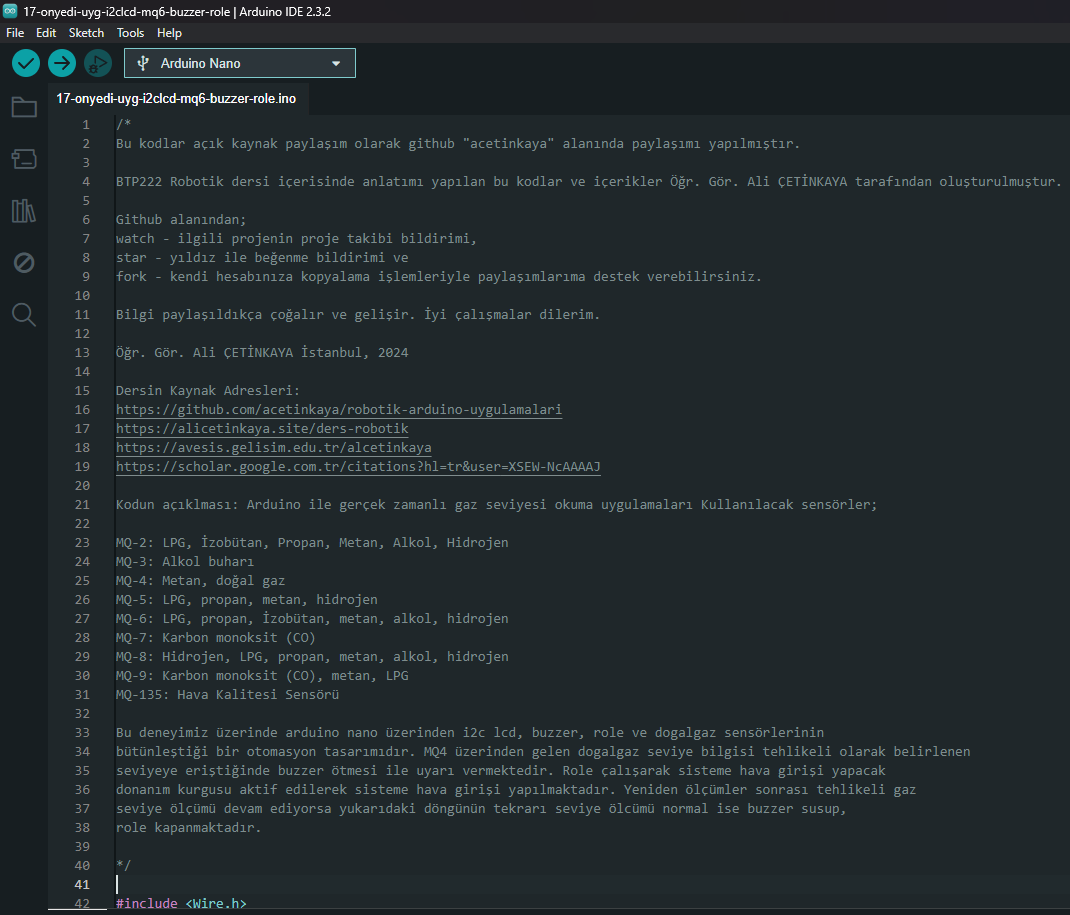 17-onyedi-uyg-i2clcd-mq6-buzzer-role | Arduino IDE 2.3.2
File Edit Sketch Tools Help
Arduino Nano
17-onyedi-uyg-i2clcd-mq6-buzzer-role.ino
1 /*
2 Bu kodlar açık kaynak paylaşım olarak github "acetinkaya" alanında paylaşımı yapılmıştır.
3
4 BTP222 Robotik dersi içerisinde anlatımı yapılan bu kodlar ve içerikler Öğr. Gör. Ali ÇETİNKAYA tarafından oluşturulmuştur.
5
6 Github alanından;
7 watch - ilgili projenin proje takibi bildirimi,
8 star - yıldız ile beğenme bildirimi ve
9 fork - kendi hesabınıza kopyalama işlemleriyle paylaşımlarıma destek verebilirsiniz.
10
11 Bilgi paylaşıldıkça çoğalır ve gelişir. İyi çalışmalar dilerim.
12
13 Öğr. Gör. Ali ÇETİNKAYA İstanbul, 2024
14
15 Dersin Kaynak Adresleri:
16 https://github.com/acetinkaya/robotik-arduino-uygulamalari
17 https://alicetinkaya.site/ders-robotik
18 https://avesis.gelisim.edu.tr/alcetinkaya
19 https://scholar.google.com.tr/citations?hl=tr&user=XSEW-NcAAAAJ
20
21 Kodun açıklması: Arduino ile gerçek zamanlı gaz seviyesi okuma uygulamaları Kullanılacak sensörler;
22
23 MQ-2: LPG, İzobütan, Propan, Metan, Alkol, Hidrojen
24 MQ-3: Alkol buharı
25 MQ-4: Metan, doğal gaz
26 MQ-5: LPG, propan, metan, hidrojen
27 MQ-6: LPG, propan, İzobütan, metan, alkol, hidrojen
28 MQ-7: Karbon monoksit (CO)
29 MQ-8: Hidrojen, LPG, propan, metan, alkol, hidrojen
30 MQ-9: Karbon monoksit (CO), metan, LPG
31 MQ-135: Hava Kalitesi Sensörü
32
33 Bu deneyimiz üzerinde arduino nano üzerinden i2c lcd, buzzer, role ve dogalgaz sensörlerinin
34 bütünleştiği bir otomasyon tasarımıdır. MQ4 üzerinden gelen dogalgaz seviye bilgisi tehlikeli olarak belirlenen
35 seviyeye eriştiğinde buzzer ötmesi ile uyarı vermektedir. Role çalışarak sisteme hava girişi yapacak
36 donanım kurgusu aktif edilerek sisteme hava girişi yapılmaktadır. Yeniden ölçümler sonrası tehlikeli gaz
37 seviye ölçümü devam ediyorsa yukarıdaki döngünün tekrarı seviye ölcümü normal ise buzzer susup,
38 role kapanmaktadır.
39
40 */
41
42 #include <Wire.h>